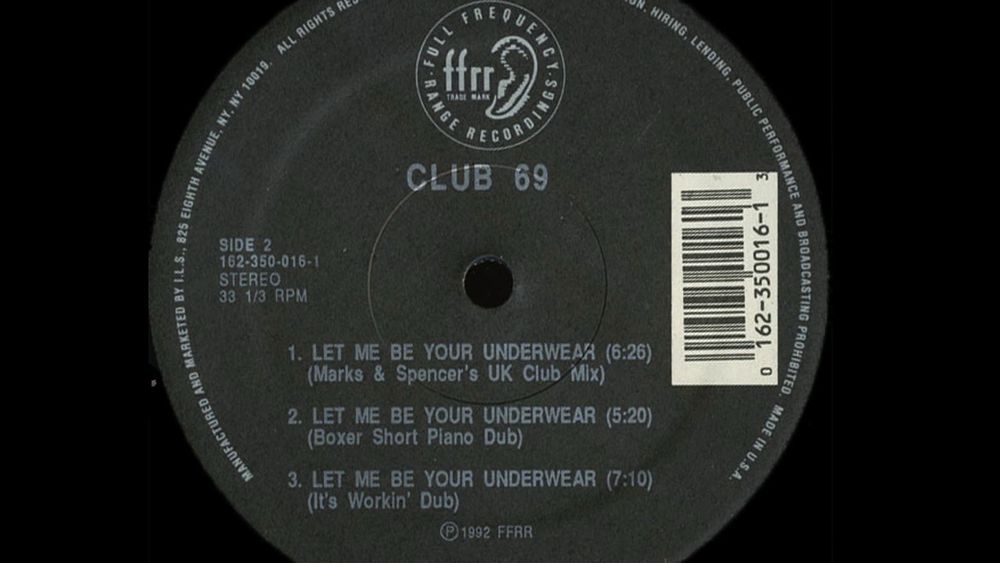 FULL FREQUENCY
RANGE RECORDINGS
ffrr
TRADE MARK
CLUB 69
SIDE 2
162-350-016-1
STEREO
33 1/3 RPM
1. LET ME BE YOUR UNDERWEAR (6:26)
(Marks & Spencer's UK Club Mix)
2. LET ME BE YOUR UNDERWEAR (5:20)
(Boxer Short Piano Dub)
3. LET ME BE YOUR UNDERWEAR (7:10)
(It's Workin' Dub)
Ⓟ 1992 FFRR
0 162-350016-1 3
MANUFACTURED AND MARKETED BY I.L.S., 825 EIGHTH AVENUE, NY, NY 10019. ALL RIGHTS
HIRING, LENDING, PUBLIC PERFORMANCE AND BROADCASTING PROHIBITED. MADE IN U.S.A.